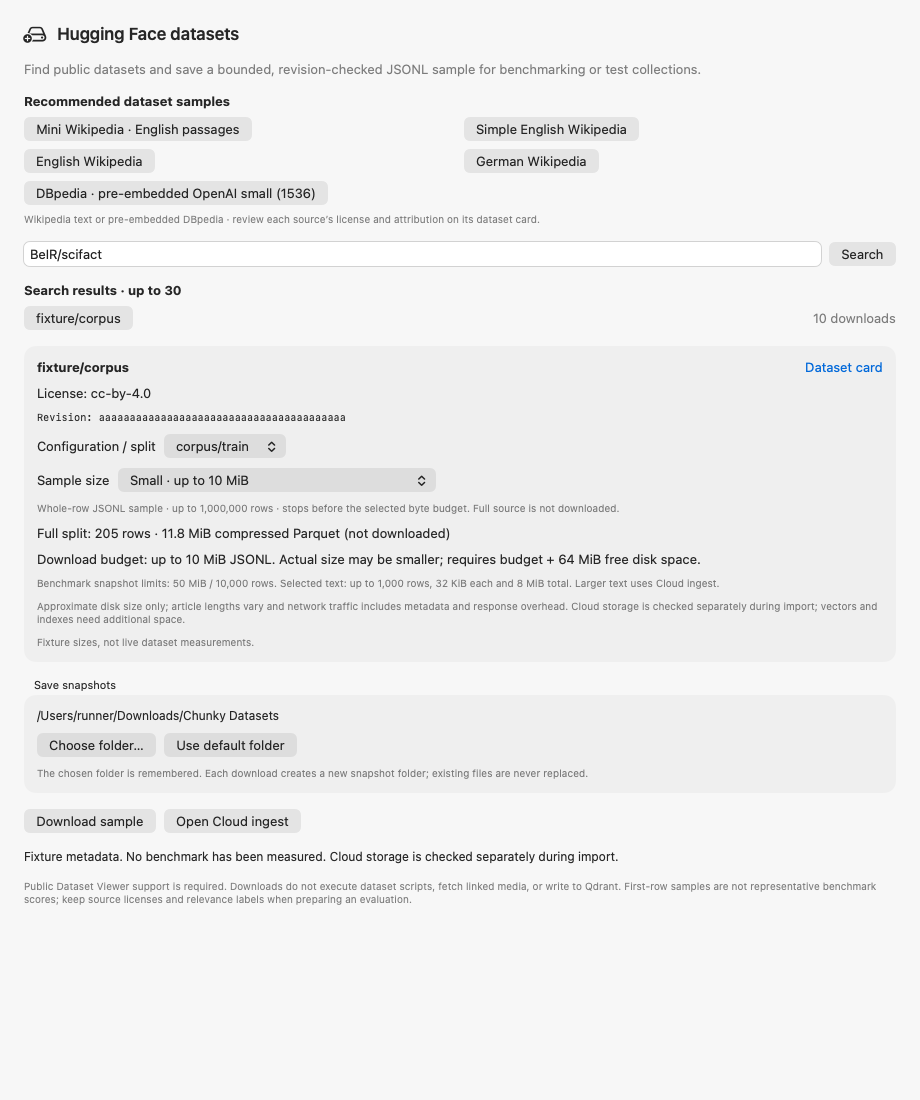 Hugging Face datasets
Find public datasets and save a bounded, revision-checked JSONL sample for benchmarking or test collections.
Recommended dataset samples
Mini Wikipedia · English passages
Simple English Wikipedia
English Wikipedia
German Wikipedia
DBpedia · pre-embedded OpenAI small (1536)
Wikipedia text or pre-embedded DBpedia · review each source's license and attribution on its dataset card.
BeIR/scifact
Search
Search results · up to 30
fixture/corpus
10 downloads
fixture/corpus
Dataset card
License: cc-by-4.0
Revision: aaaaaaaaaaaaaaaaaaaaaaaaaaaaaaaaaaaaaaaa
Configuration / split
corpus/train
Sample size
Small · up to 10 MiB
Whole-row JSONL sample · up to 1,000,000 rows · stops before the selected byte budget. Full source is not downloaded.
Full split: 205 rows · 11.8 MiB compressed Parquet (not downloaded)
Download budget: up to 10 MiB JSONL. Actual size may be smaller; requires budget + 64 MiB free disk space.
Benchmark snapshot limits: 50 MiB / 10,000 rows. Selected text: up to 1,000 rows, 32 KiB each and 8 MiB total. Larger text uses Cloud ingest.
Approximate disk size only; article lengths vary and network traffic includes metadata and response overhead. Cloud storage is checked separately during import; vectors and
indexes need additional space.
Fixture sizes, not live dataset measurements.
Save snapshots
/Users/runner/Downloads/Chunky Datasets
Choose folder…
Use default folder
The chosen folder is remembered. Each download creates a new snapshot folder; existing files are never replaced.
Download sample
Open Cloud ingest
Fixture metadata. No benchmark has been measured. Cloud storage is checked separately during import.
Public Dataset Viewer support is required. Downloads do not execute dataset scripts, fetch linked media, or write to Qdrant. First-row samples are not representative benchmark
scores; keep source licenses and relevance labels when preparing an evaluation.